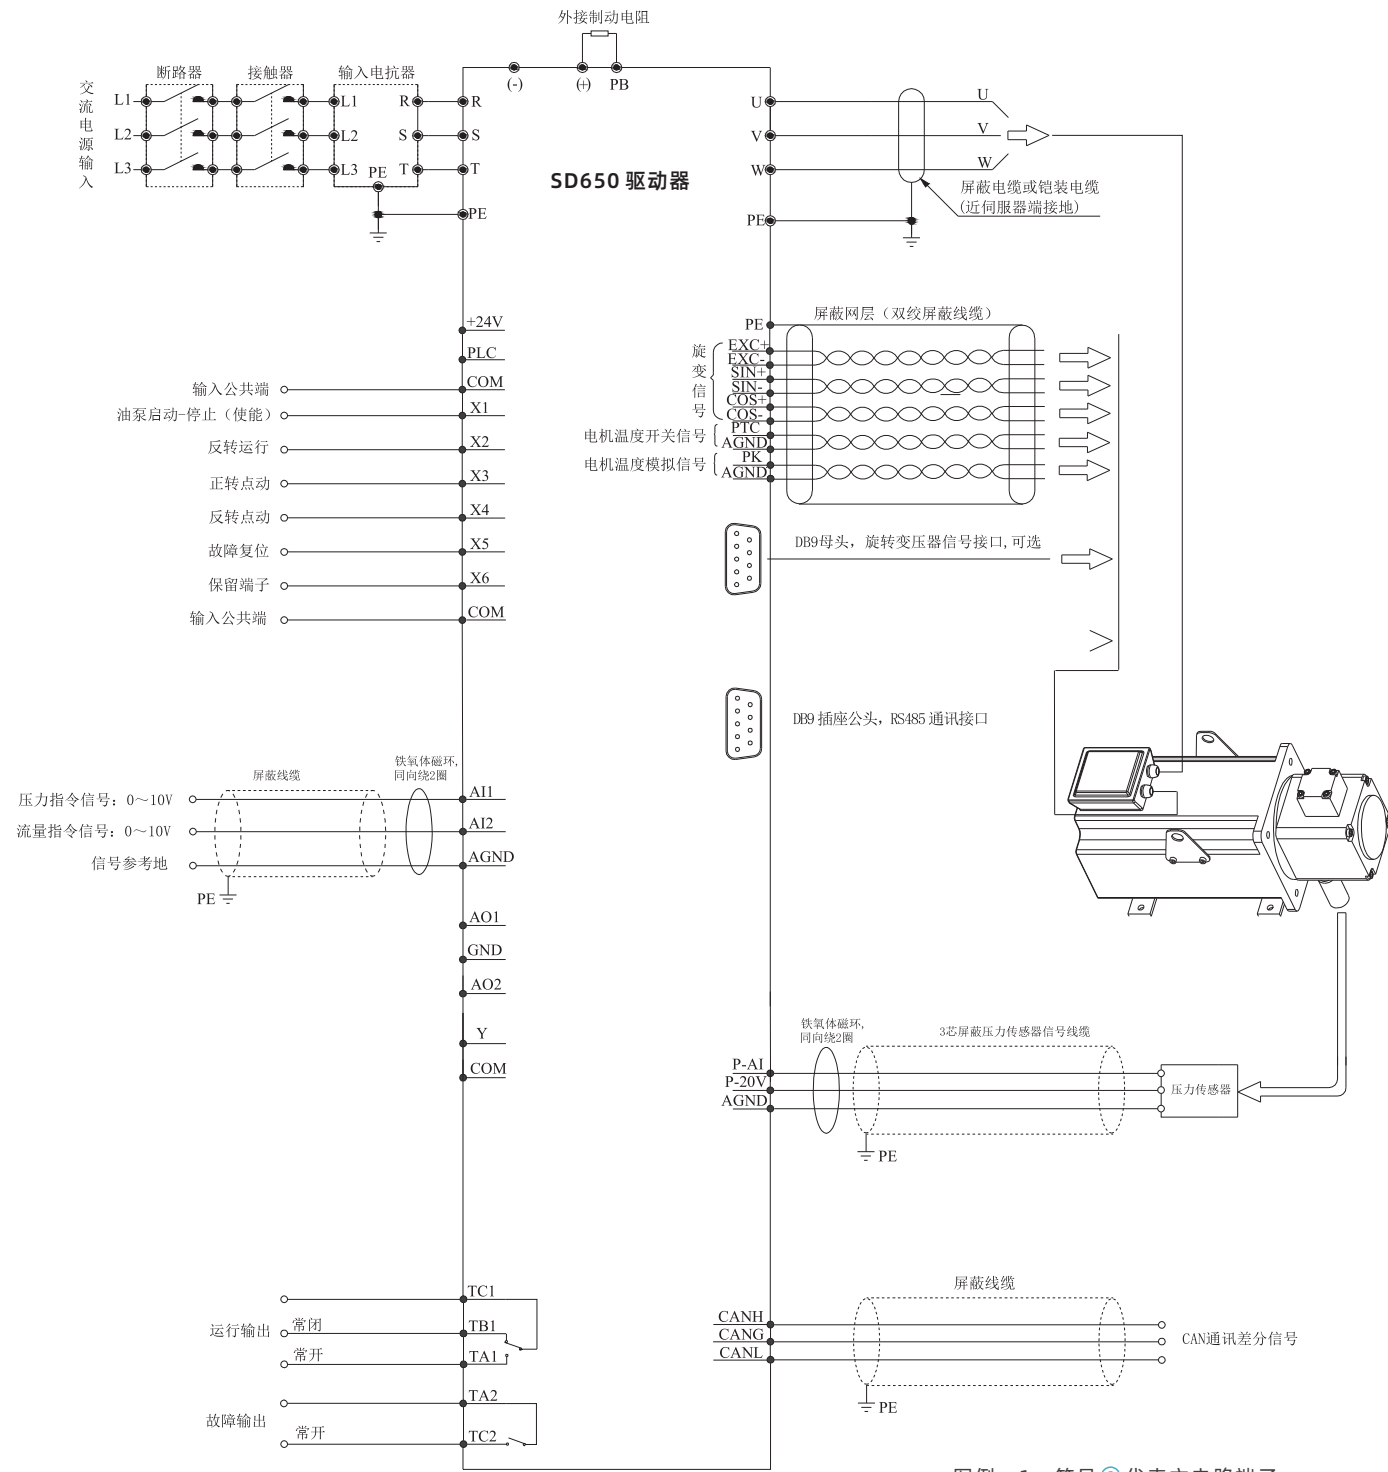 外接制动电阻
(-)
(+)
PB
断路器
接触器
输入电抗器
交流电源输入
L1
L1
R
R
L2
L2
S
S
L3
L3
T
T
PE
PE
SD650 驱动器
U
U
V
V
W
W
PE
屏蔽电缆或铠装电缆
(近伺服器端接地)
+24V
PLC
输入公共端
COM
油泵启动-停止（使能）
X1
反转运行
X2
正转点动
X3
反转点动
X4
故障复位
X5
保留端子
X6
输入公共端
COM
屏蔽网层（双绞屏蔽线缆）
PE
旋变信号
EXC+
EXC-
SIN+
SIN-
COS+
COS-
电机温度开关信号
PTC
AGND
电机温度模拟信号
PK
AGND
DB9母头，旋转变压器信号接口,可选
DB9 插座公头，RS485 通讯接口
屏蔽线缆
铁氧体磁环,
同向绕2圈
压力指令信号：0～10V
AI1
流量指令信号：0～10V
AI2
信号参考地
AGND
PE
AO1
GND
AO2
Y
COM
铁氧体磁环,
同向绕2圈
3芯屏蔽压力传感器信号线缆
P-AI
P-20V
AGND
压力传感器
PE
运行输出
TC1
常闭
TB1
常开
TA1
故障输出
TA2
常开
TC2
屏蔽线缆
CANH
CANG
CANL
CAN通讯差分信号
PE